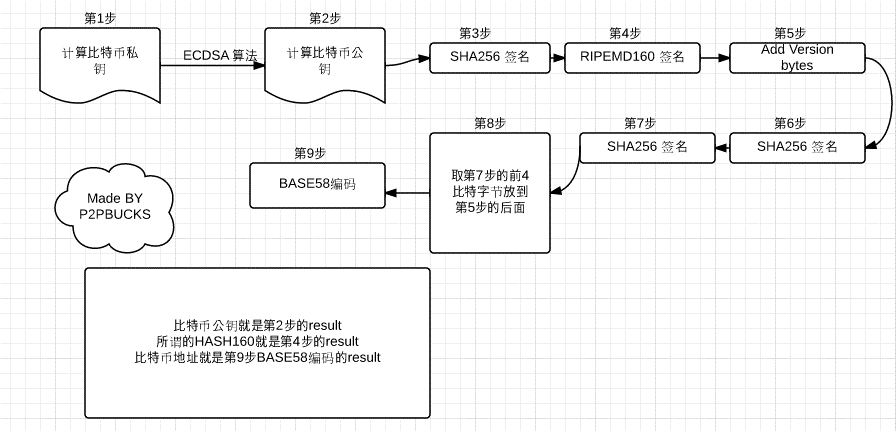 第1步
第2步
第3步
第4步
第5步
计算比特币私
钥
ECDSA 算法
计算比特币公
钥
SHA256 签名
RIPEMD160 签名
Add Version
bytes
第9步
第8步
第7步
第6步
BASE58编码
取第7步的前4
比特字节放到
第5步的后面
SHA256 签名
SHA256 签名
Made BY
P2PBUCKS
比特币公钥就是第2步的result
所谓的HASH160就是第4步的result
比特币地址就是第9步BASE58编码的result